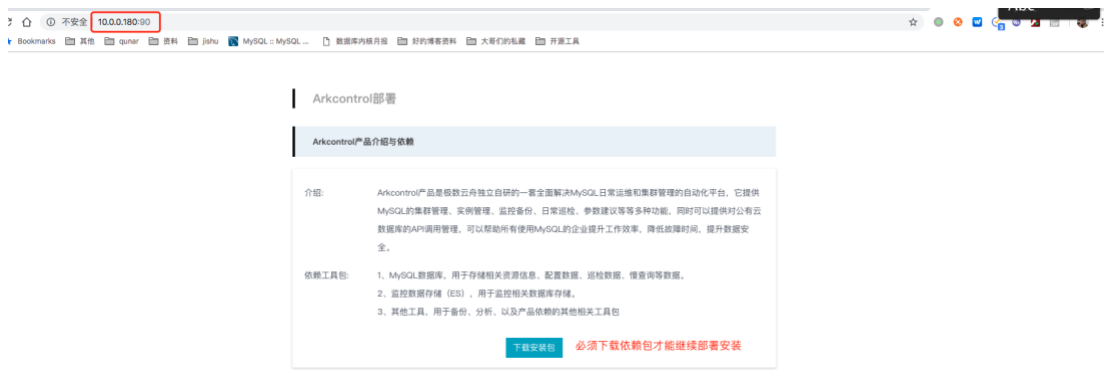 不安全 10.0.0.180:90
Bookmarks 其他 qunar 资料 jishu MySQL :: MySQL ... 数据库内核月报 好的博客资料 大哥们的私藏 开源工具
Arkcontrol部署
Arkcontrol产品介绍与依赖
介绍: Arkcontrol产品是极数云舟独立自研的一套全面解决MySQL日常运维和集群管理的自动化平台，它提供
MySQL的集群管理、实例管理、监控备份、日常巡检、参数建议等等多种功能，同时可以提供对公有云
数据库的API调用管理，可以帮助所有使用MySQL的企业提升工作效率，降低故障时间，提升数据安
全。
依赖工具包: 1、MySQL数据库，用于存储相关资源信息、配置数据、巡检数据、慢查询等数据。
2、监控数据存储（ES），用于监控相关数据库存储。
3、其他工具，用于备份、分析、以及产品依赖的其他相关工具包
下载安装包 必须下载依赖包才能继续部署安装